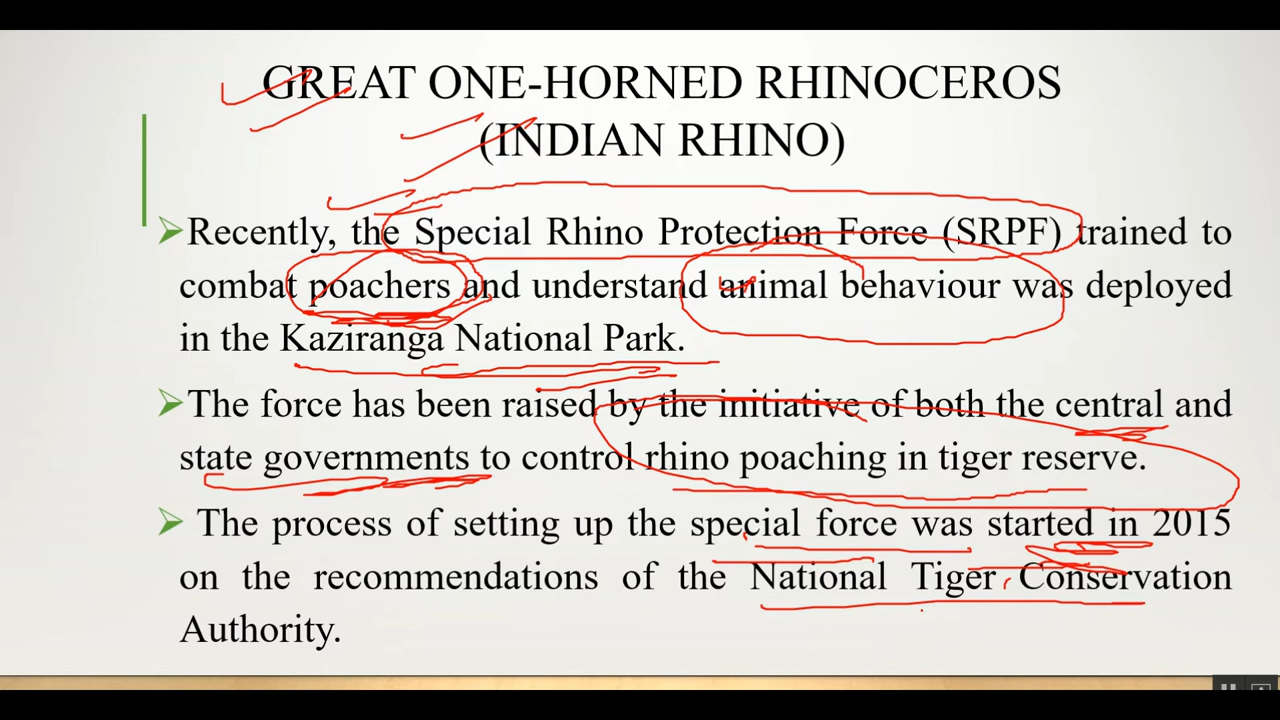 GREAT ONE-HORNED RHINOCEROS
(INDIAN RHINO)
Recently, the Special Rhino Protection Force (SRPF) trained to
combat poachers and understand animal behaviour was deployed
in the Kaziranga National Park.
The force has been raised by the initiative of both the central and
state governments to control rhino poaching in tiger reserve.
The process of setting up the special force was started in 2015
on the recommendations of the National Tiger Conservation
Authority.